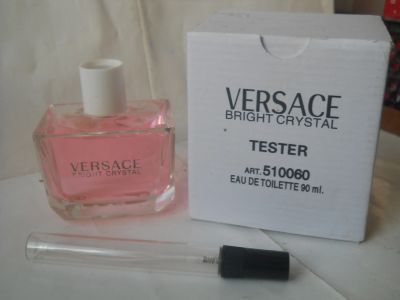 VERSACE
BRIGHT CRYSTAL
VERSACE
BRIGHT CRYSTAL
TESTER
ART. 510060
EAU DE TOILETTE 90 ml.